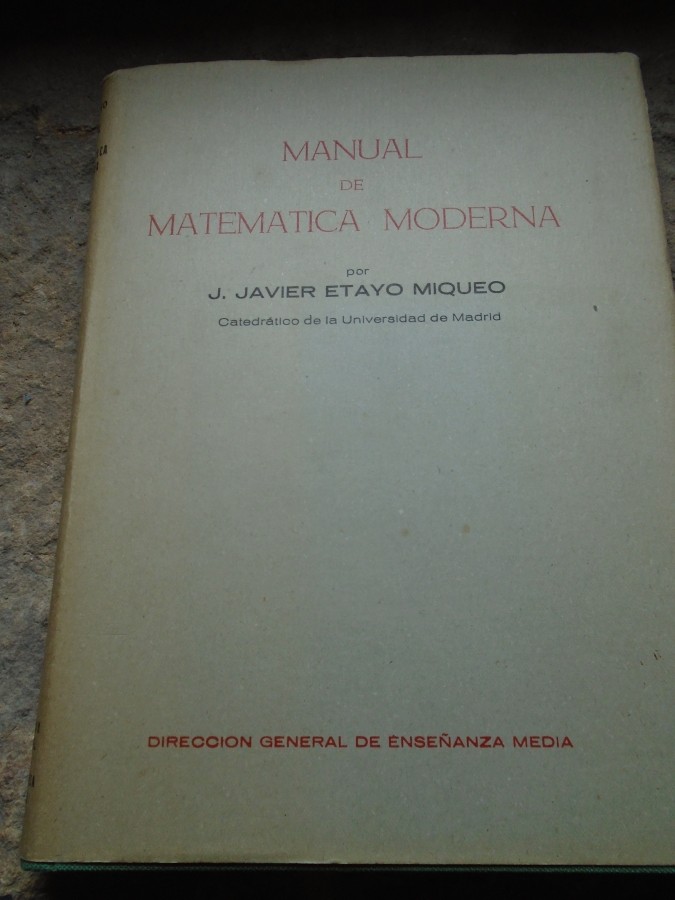 MANUAL
DE
MATEMATICA MODERNA
por
J. JAVIER ETAYO MIQUEO
Catedrático de la Universidad de Madrid
DIRECCION GENERAL DE ENSEÑANZA MEDIA